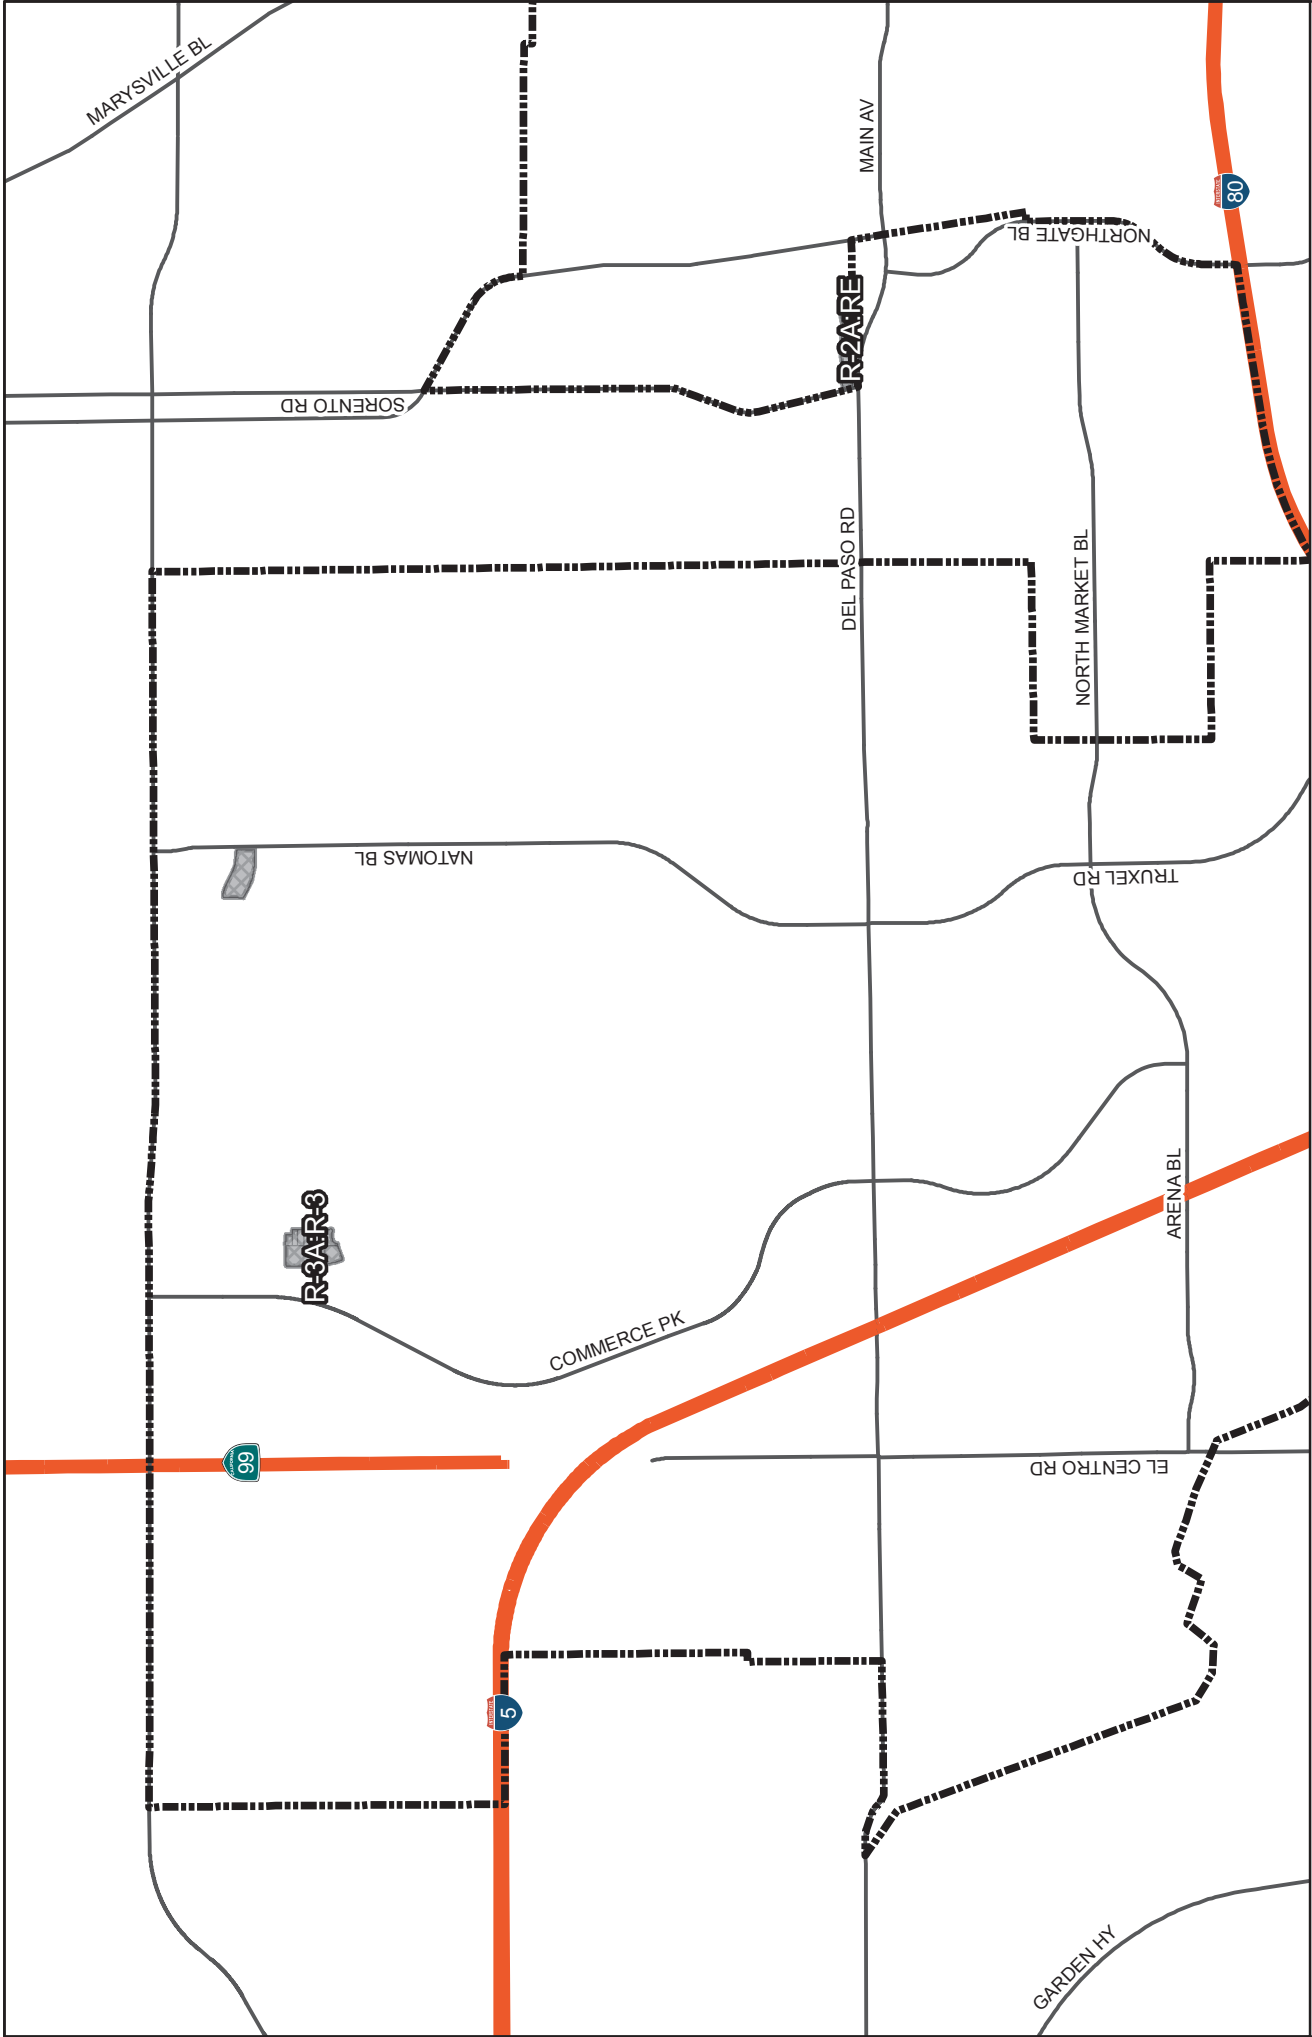 MARYSVILLE BL
MAIN AV
80
NORTHGATE BL
R-2A:RE
SORENTO RD
DEL PASO RD
NORTH MARKET BL
NATOMAS BL
TRUXEL RD
ARENA BL
R-3A:R-3
COMMERCE PK
CALIFORNIA
99
EL CENTRO RD
5
GARDEN HY